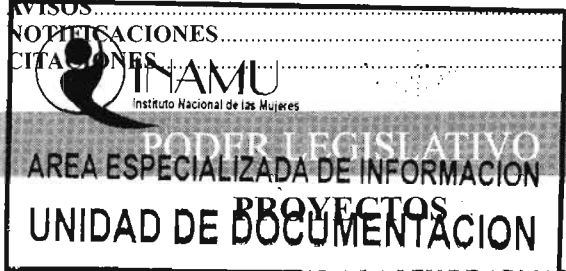 AVISOS
NOTIFICACIONES
CITACIONES
INAMU
Instituto Nacional de las Mujeres
PODER LEGISLATIVO
AREA ESPECIALIZADA DE INFORMACION
PROYECTOS
UNIDAD DE DOCUMENTACION